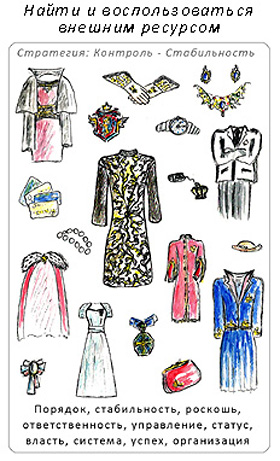 Найти и воспользоваться
внешним ресурсом
Стратегия: Контроль - Стабильность
Порядок, стабильность, роскошь,
ответственность, управление, статус,
власть, система, успех, организация